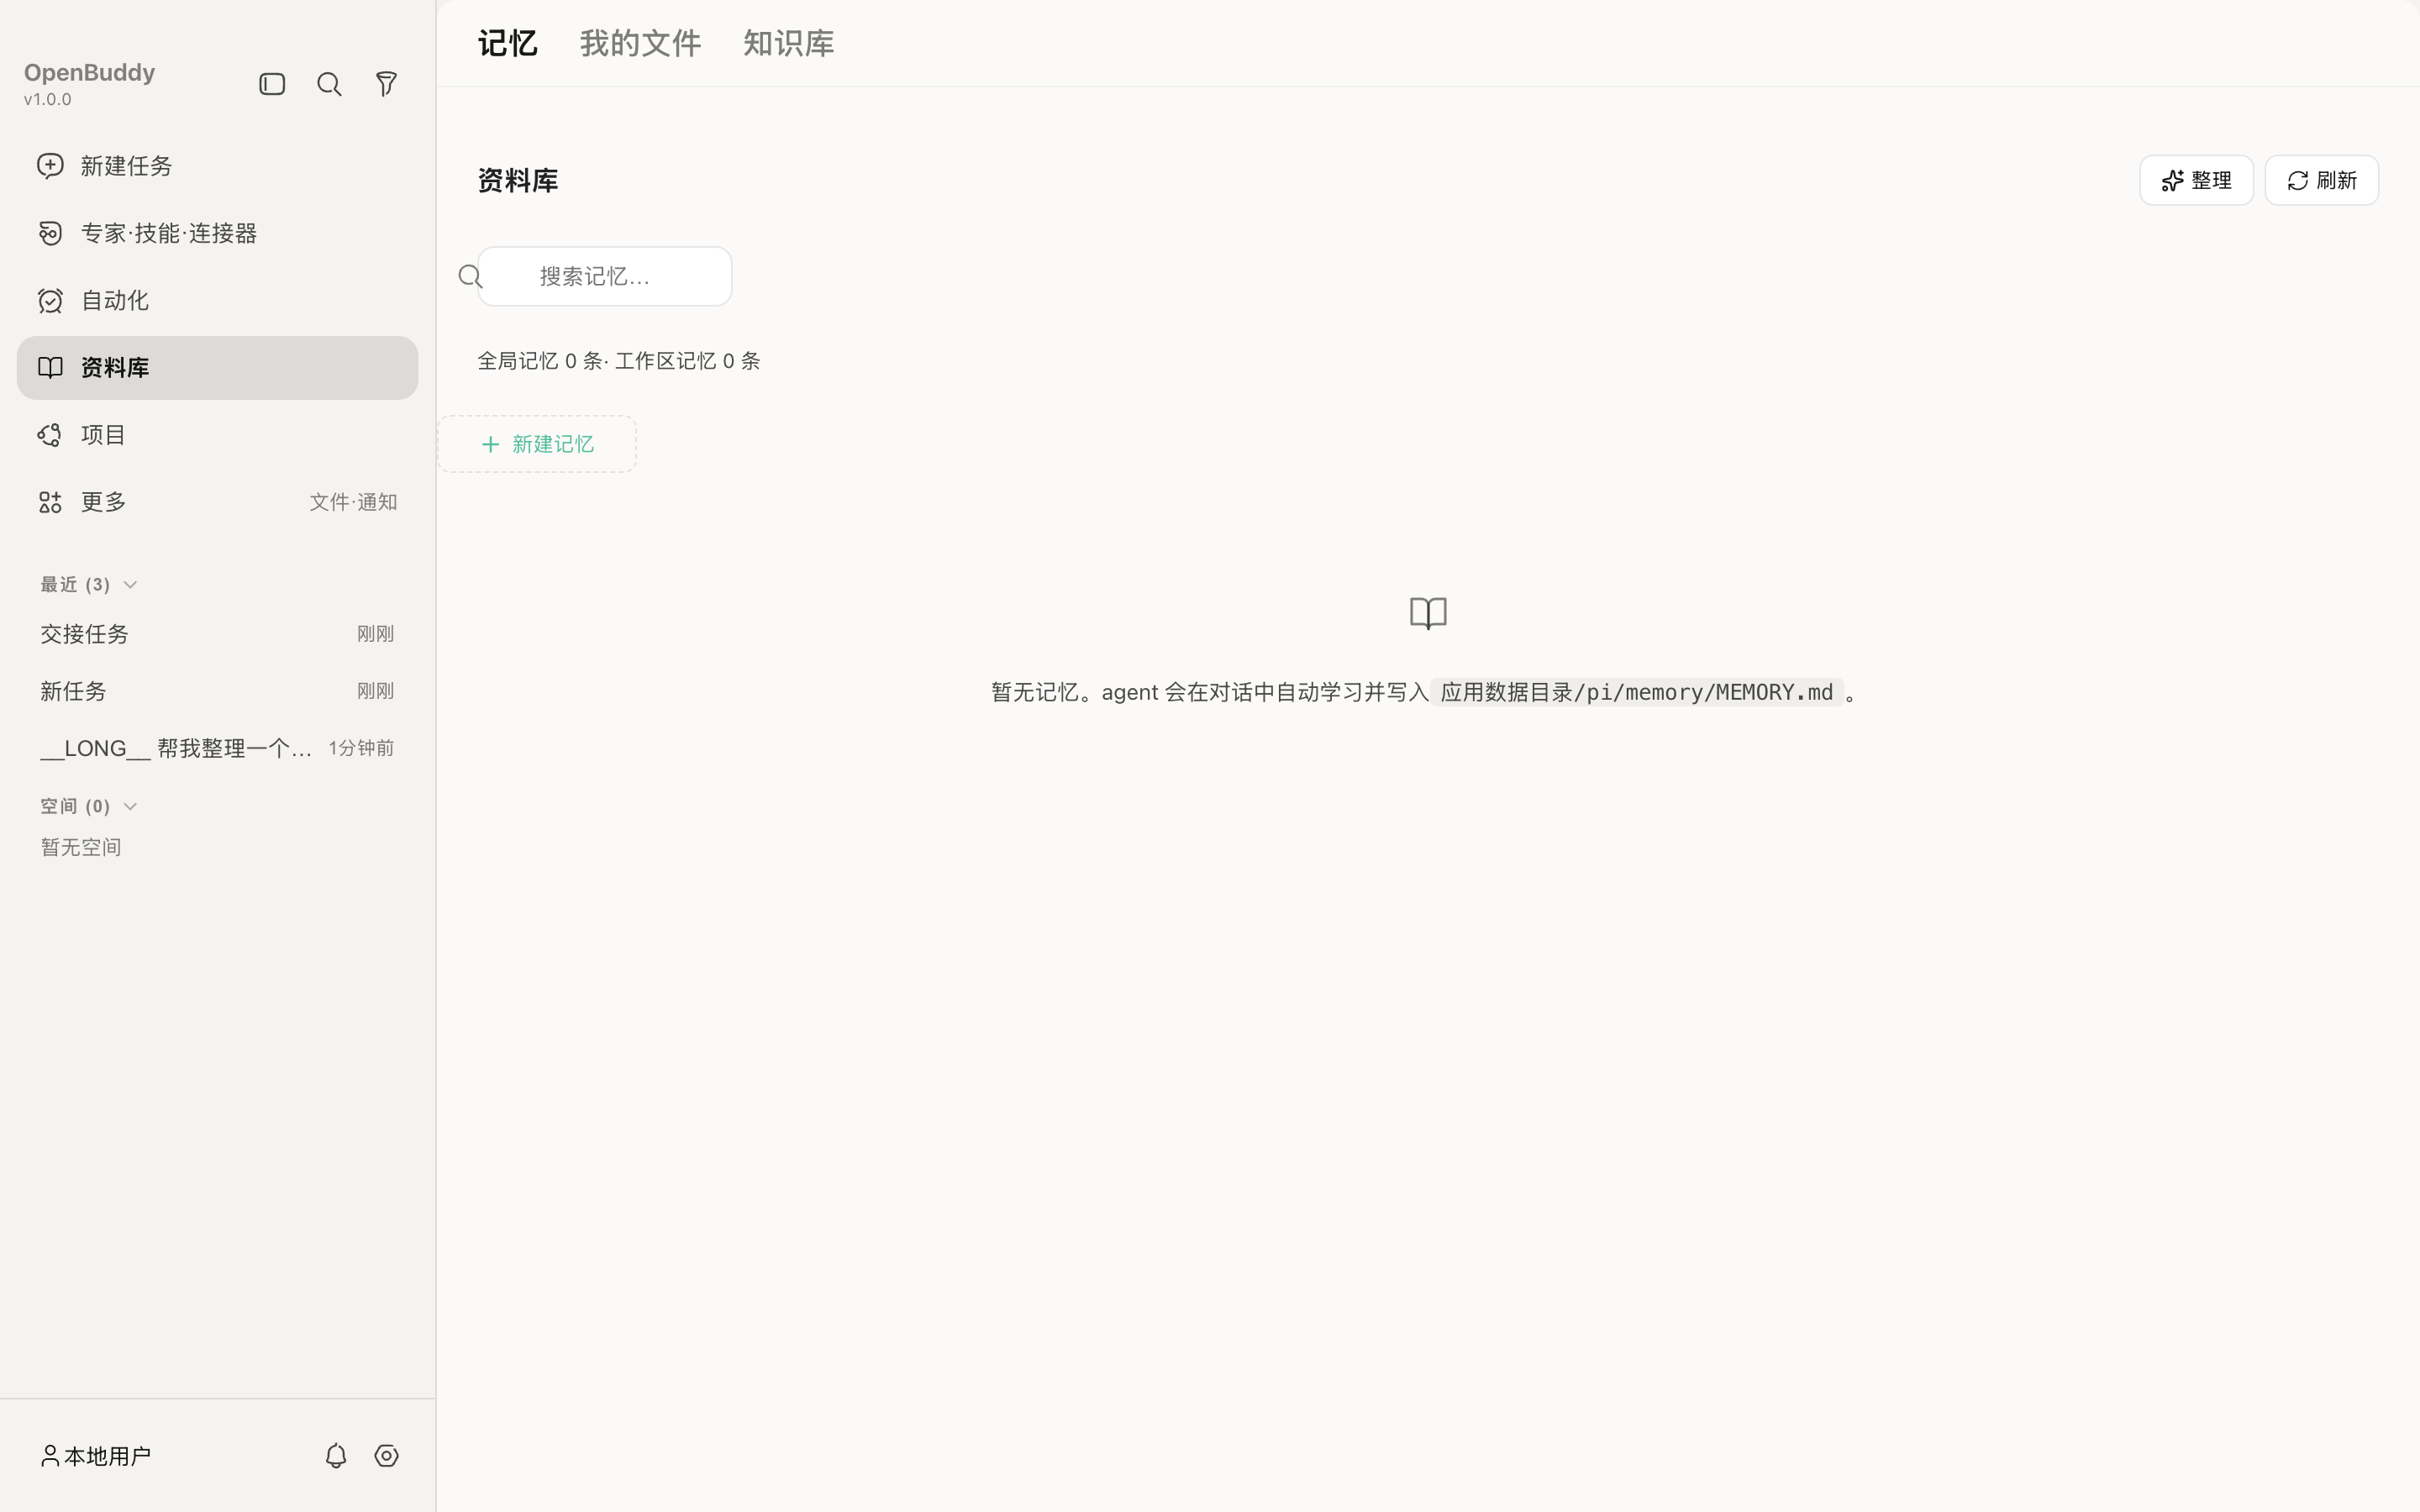 OpenBuddy
v1.0.0
新建任务
专家·技能·连接器
自动化
资料库
项目
更多 文件·通知
最近 (3)
交接任务 刚刚
新任务 刚刚
__LONG__ 帮我整理一个… 1分钟前
空间 (0)
暂无空间
本地用户
记忆 我的文件 知识库
资料库 整理 刷新
搜索记忆…
全局记忆 0 条· 工作区记忆 0 条
+ 新建记忆
暂无记忆。agent 会在对话中自动学习并写入 应用数据目录/pi/memory/MEMORY.md 。